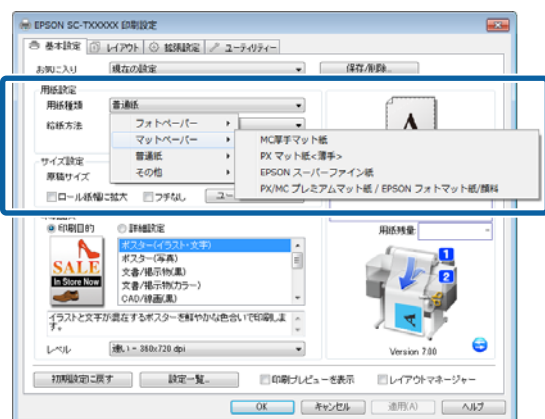 EPSON SC-TXXXXX 印刷設定
基本設定 レイアウト 拡張設定 ユーティリティー
お気に入り 現在の設定 保存/削除...
用紙設定
用紙種類 普通紙
給紙方法
フォトペーパー
マットペーパー
普通紙
その他
MC厚手マット紙
PX マット紙<薄手>
EPSON スーパーファイン紙
PX/MC プレミアムマット紙 / EPSON フォトマット紙/顔料
サイズ設定
原稿サイズ
ロール紙幅に拡大 フチなし ユー
印刷目的 詳細設定 用紙残量: -
SALE
In Store Now
ポスター(イラスト・文字)
ポスター(写真)
文書/掲示物(黒)
文書/掲示物(カラー)
CAD/線画(黒)
1
2
イラストと文字が混在するポスターを鮮やかな色合いで印刷します。
レベル 速い - 360x720 dpi
Version 7.00
初期設定に戻す 設定一覧... 印刷プレビューを表示 レイアウトマネージャー
OK キャンセル 適用(A) ヘルプ